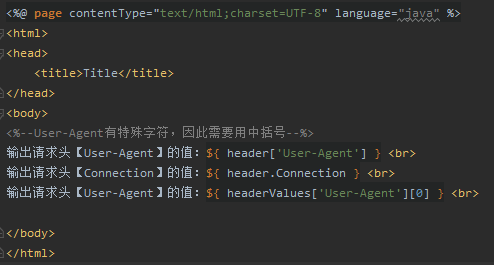 <%@ page contentType="text/html;charset=UTF-8" language="java" %>
<html>
<head>
    <title>Title</title>
</head>
<body>
<%--User-Agent有特殊字符，因此需要用中括号--%>
输出请求头【User-Agent】的值：${ header['User-Agent'] } <br>
输出请求头【Connection】的值：${ header.Connection } <br>
输出请求头【User-Agent】的值：${ headerValues['User-Agent'][0] } <br>
</body>
</html>